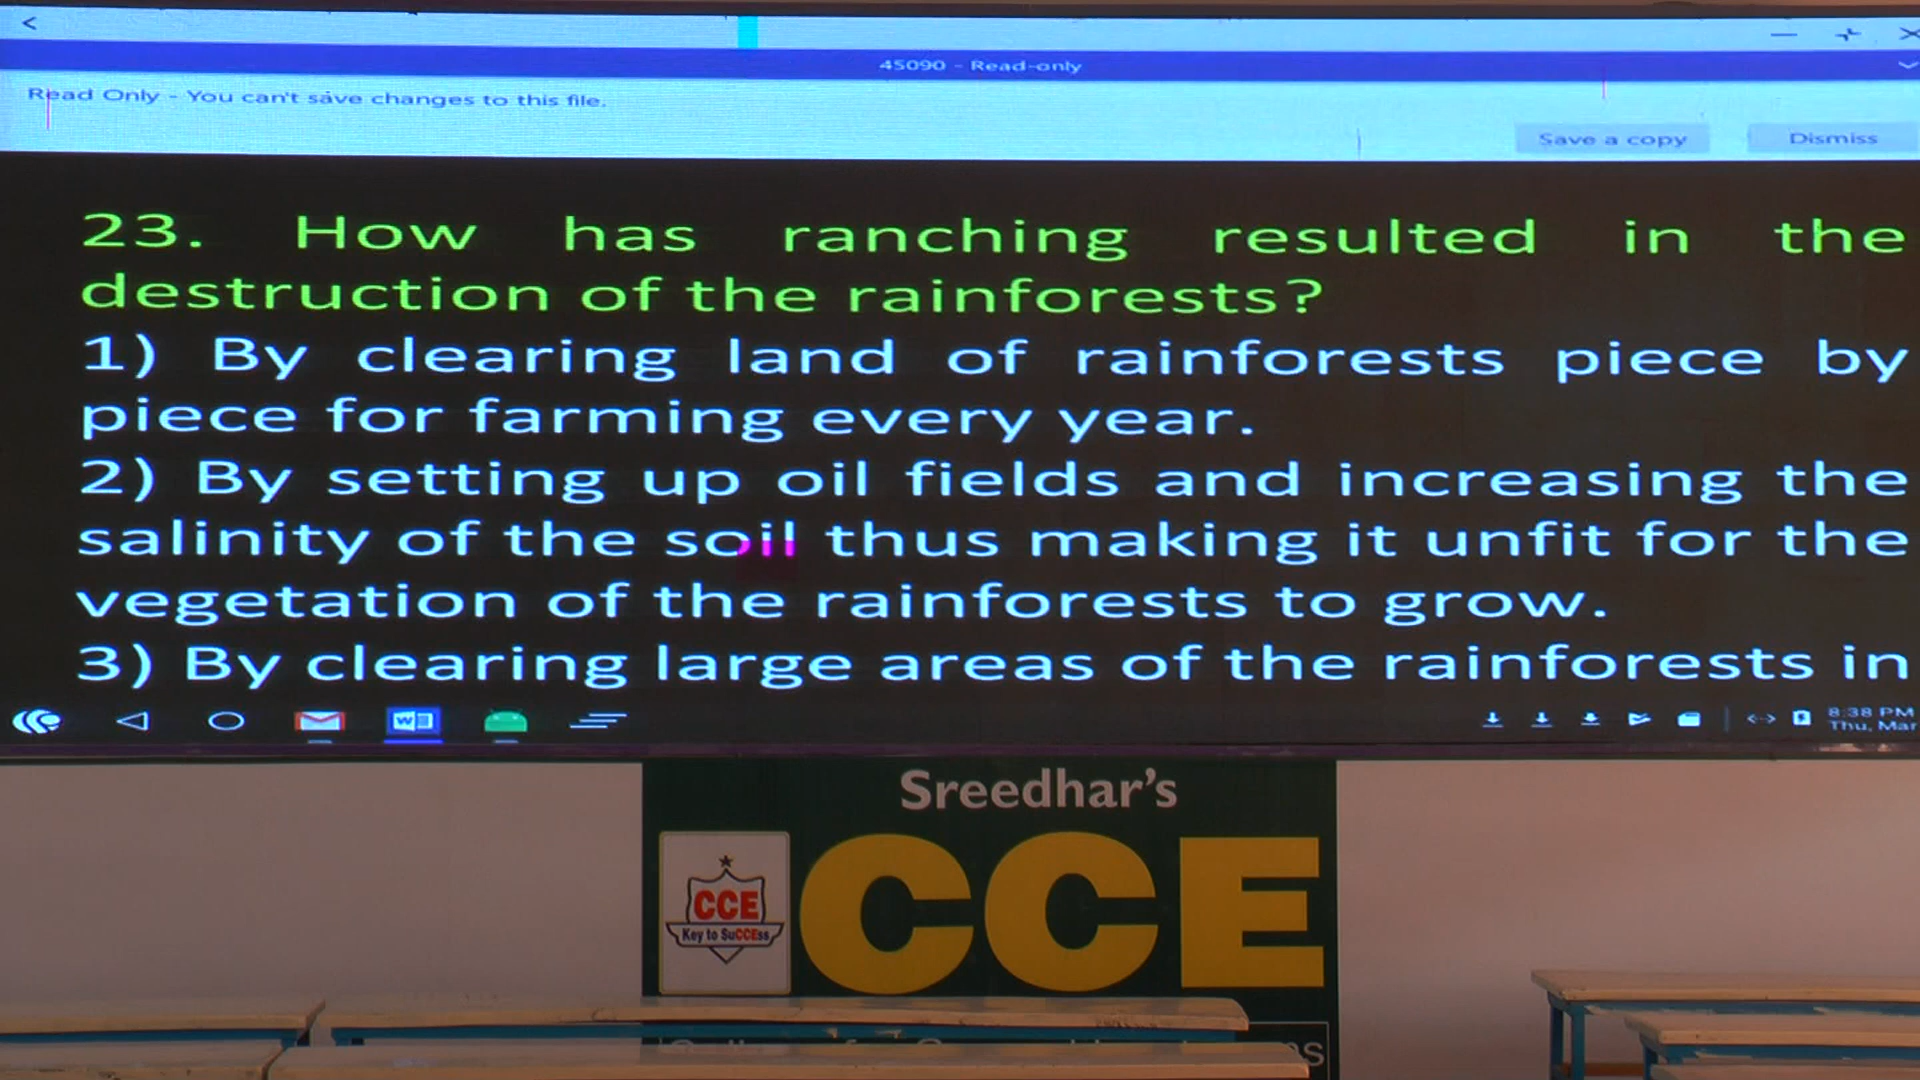 45090 - Read-only
Read Only - You can't save changes to this file.
Save a copy
Dismiss
23. How has ranching resulted in the
destruction of the rainforests?
1) By clearing land of rainforests piece by
piece for farming every year.
2) By setting up oil fields and increasing the
salinity of the soil thus making it unfit for the
vegetation of the rainforests to grow.
3) By clearing large areas of the rainforests in
8:38 PM
Thu, Mar
Sreedhar's
CCE
CCE
Key to SuCCEss